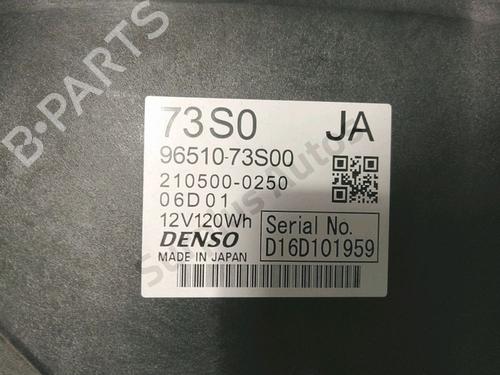 B-PARTS
73S0 JA
96510-73S00
210500-0250
06D01
12V120Wh
DENSO
MADE IN JAPAN
Serial No.
D16D101959